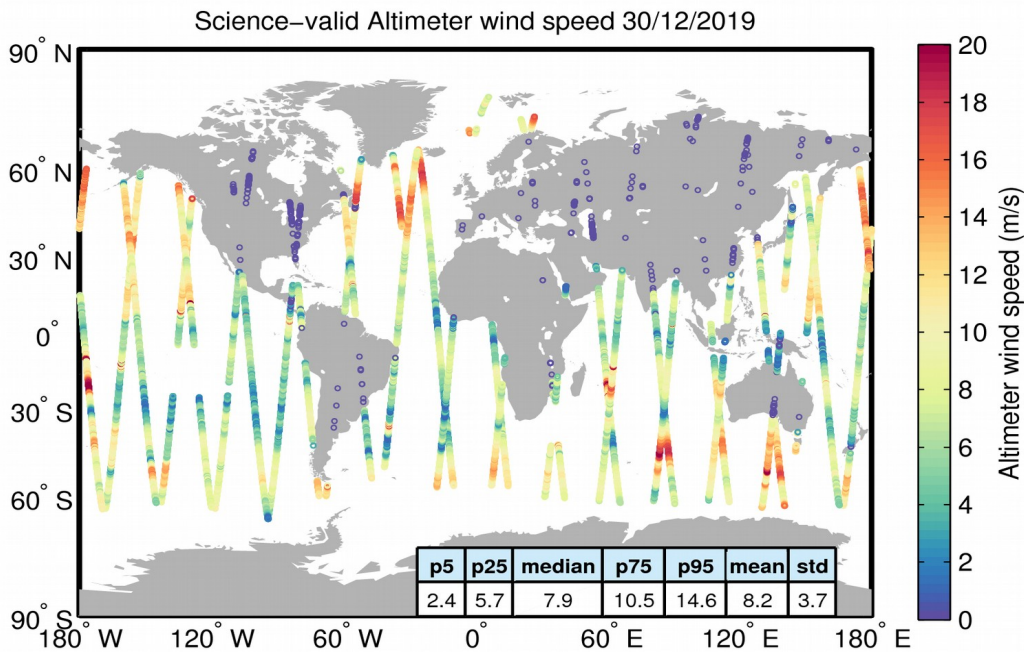 Science−valid Altimeter wind speed 30/12/2019
90° N
60° N
30° N
0°
30° S
60° S
90° S
180° W
120° W
60° W
0°
60° E
120° E
180° E
p5 p25 median p75 p95 mean std
2.4 5.7 7.9 10.5 14.6 8.2 3.7
20
18
16
14
12
10
8
6
4
2
0
Altimeter wind speed (m/s)